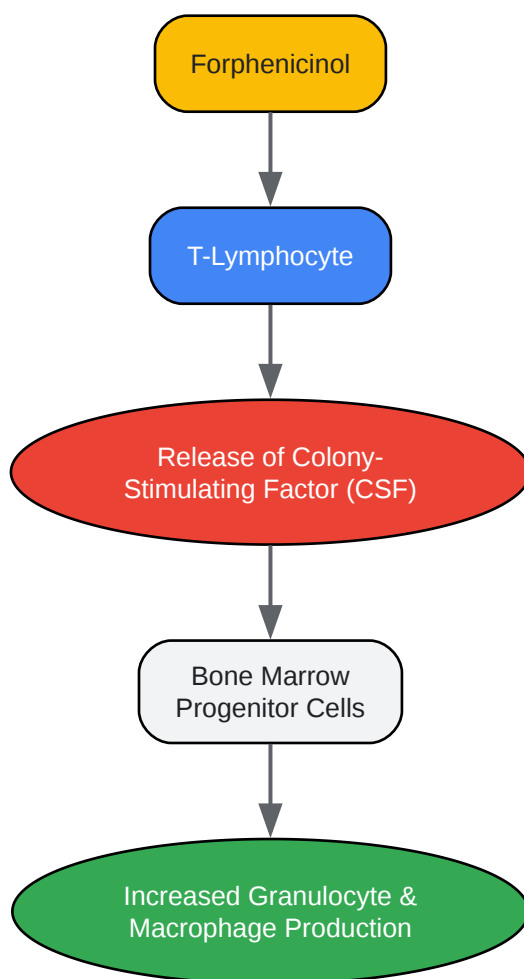 Forphenicinol
T-Lymphocyte
Release of Colony-
Stimulating Factor (CSF)
Bone Marrow
Progenitor Cells
Increased Granulocyte &
Macrophage Production